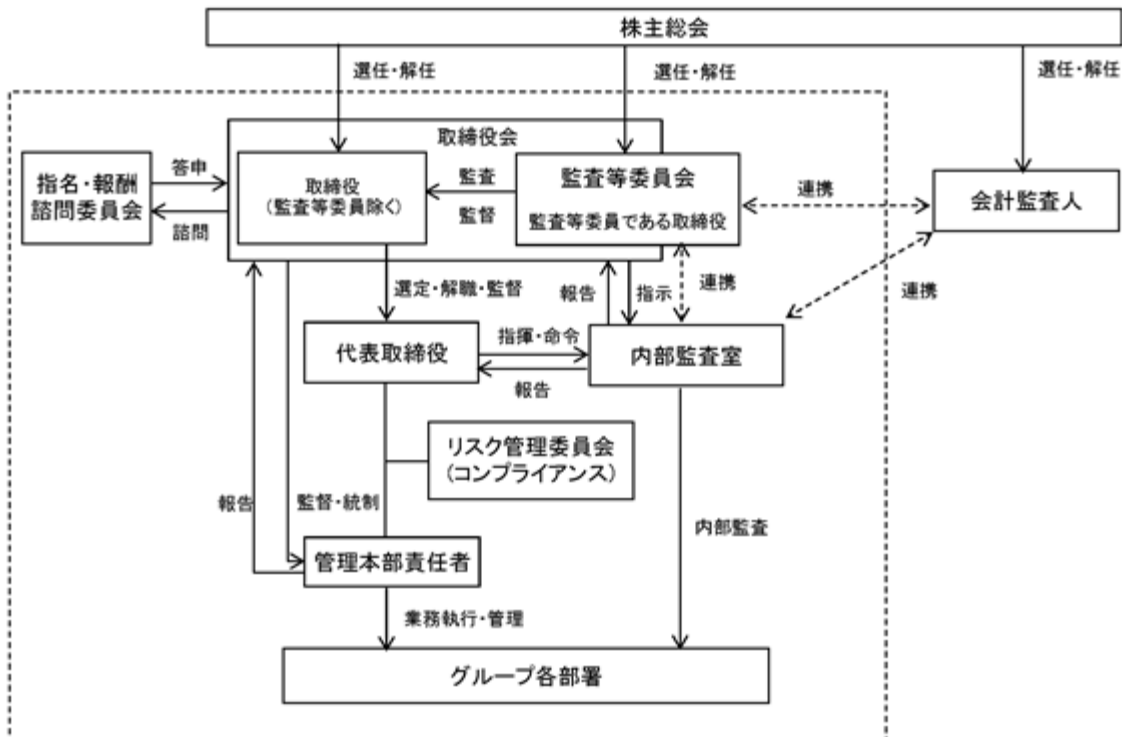 株主総会
選任・解任
選任・解任
選任・解任
取締役会
指名・報酬
諮問委員会
答申
諮問
取締役
(監査等委員除く)
監査
監督
監査等委員会
監査等委員である取締役
連携
会計監査人
選定・解職・監督
報告
指示
連携
連携
代表取締役
指揮・命令
報告
内部監査室
リスク管理委員会
(コンプライアンス)
報告
監督・統制
内部監査
管理本部責任者
業務執行・管理
グループ各部署